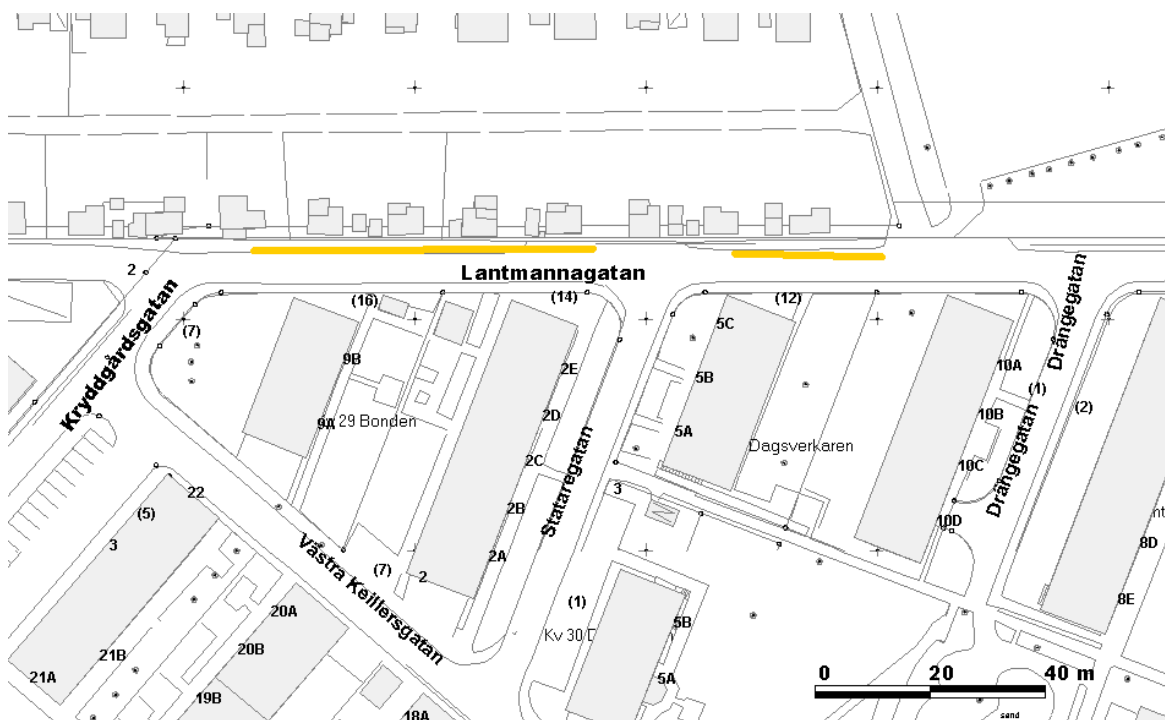 2
Lantmannagatan
Kryddgårdsgatan
Drängegatan
(16)
(14)
(12)
(7)
5C
9B
2E
5B
10A
(1)
(2)
9A
29 Bonden
2D
5A
10B
Dagsverkaren
2C
10C
Drängegatan
Stataregatan
22
3
(5)
2B
10D
3
Västra Keillersgatan
2A
8D
(7)
2
8E
(1)
20A
Kv 30 D
5B
21B
20B
21A
5A
0 20 40 m
19B
18A
sand